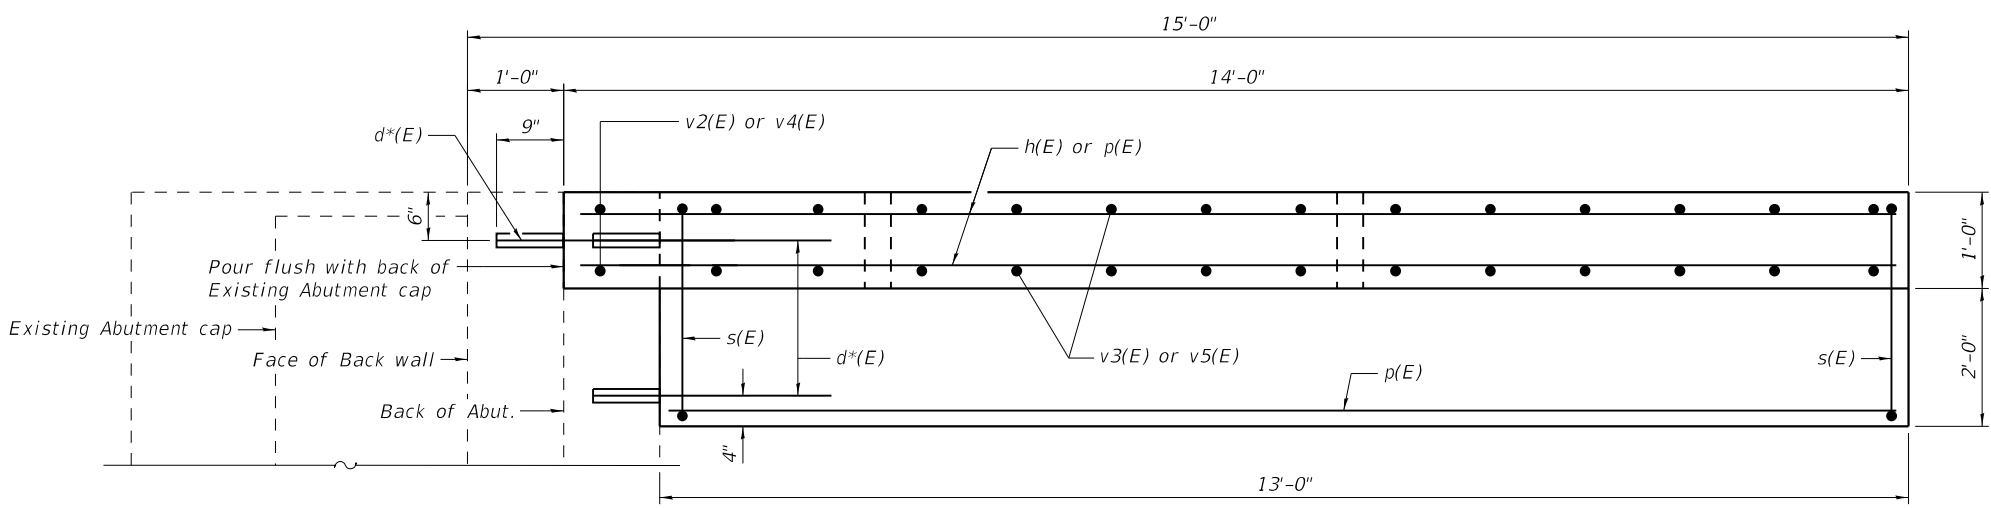 15'-0"
1'-0"
14'-0"
9"
d*(E)
v2(E) or v4(E)
h(E) or p(E)
6"
1'-0"
Pour flush with back of
Existing Abutment cap
Existing Abutment cap
Face of Back wall
s(E)
d*(E)
v3(E) or v5(E)
s(E)
2'-0"
p(E)
Back of Abut.
4"
13'-0"